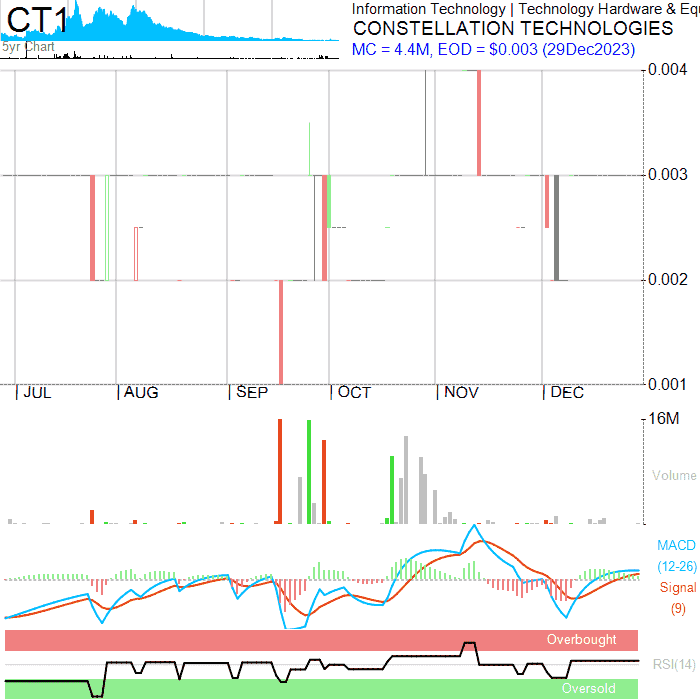 CT1
5yr Chart
Information Technology | Technology Hardware & Equ
CONSTELLATION TECHNOLOGIES
MC = 4.4M, EOD = $0.003 (29Dec2023)
0.004
0.003
0.002
0.001
JUL AUG SEP OCT NOV DEC
16M
Volume
MACD
(12-26)
Signal
(9)
Overbought
RSI(14)
Oversold